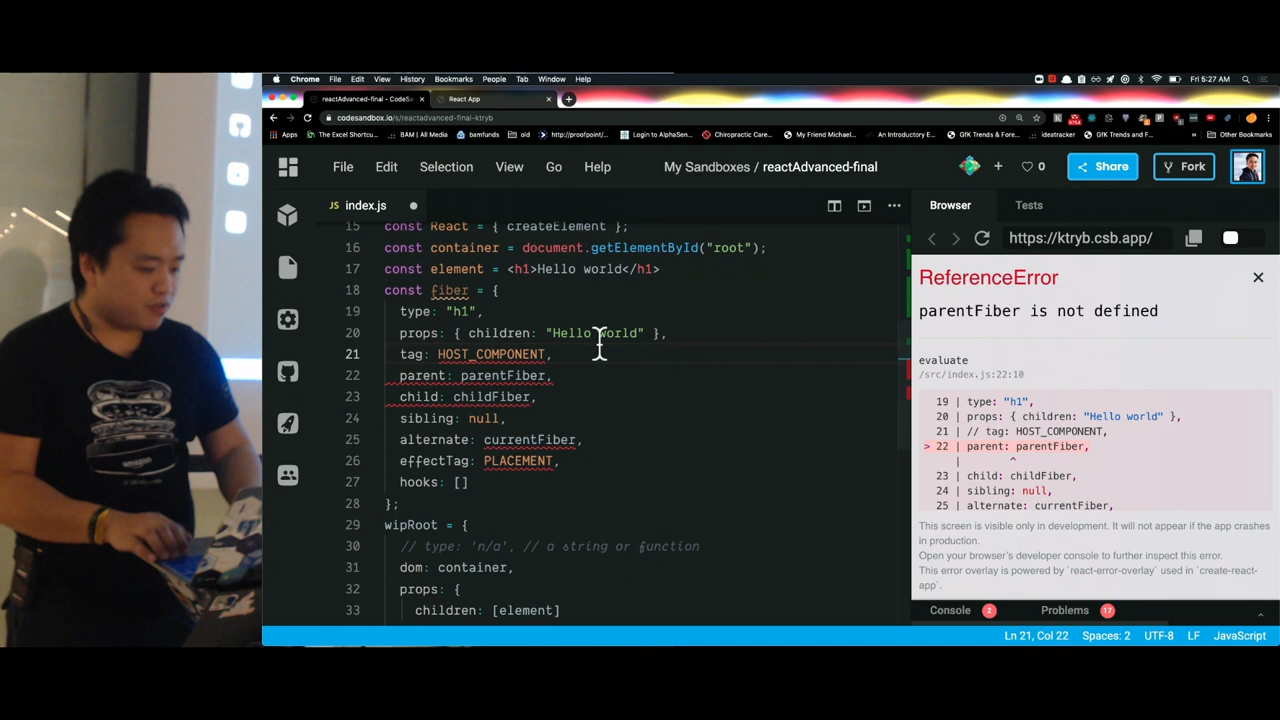 Chrome File Edit View History Bookmarks People Tab Window Help
Fri 5:27 AM
reactAdvanced-final - CodeSa
React App
codesandbox.io/s/reactadvanced-final-ktryb
Apps The Excel Shortcu... BAM | All Media bamfunds old http://proofpoint/... Login to AlphaSen... Chiropractic Care... My Friend Michael... An Introductory E... GfK Trends & Fore... ideatracker GfK Trends and F... » Other Bookmarks
File Edit Selection View Go Help
My Sandboxes / reactAdvanced-final
0
Share
Fork
JS index.js
15 const React = { createElement };
16 const container = document.getElementById("root");
17 const element = <h1>Hello world</h1>
18 const fiber = {
19 type: "h1",
20 props: { children: "Hello world" },
21 tag: HOST_COMPONENT,
22 parent: parentFiber,
23 child: childFiber,
24 sibling: null,
25 alternate: currentFiber,
26 effectTag: PLACEMENT,
27 hooks: []
28 };
29 wipRoot = {
30 // type: 'n/a', // a string or function
31 dom: container,
32 props: {
33 children: [element]
Browser Tests
https://ktryb.csb.app/
ReferenceError
parentFiber is not defined
evaluate
/src/index.js:22:10
19 | type: "h1",
20 | props: { children: "Hello world" },
21 | // tag: HOST_COMPONENT,
> 22 | parent: parentFiber,
| ^
23 | child: childFiber,
24 | sibling: null,
25 | alternate: currentFiber,
This screen is visible only in development. It will not appear if the app crashes
in production.
Open your browser's developer console to further inspect this error.
This error overlay is powered by `react-error-overlay` used in `create-react-
app`.
Console 2 Problems 17
Ln 21, Col 22 Spaces: 2 UTF-8 LF JavaScript
amazon